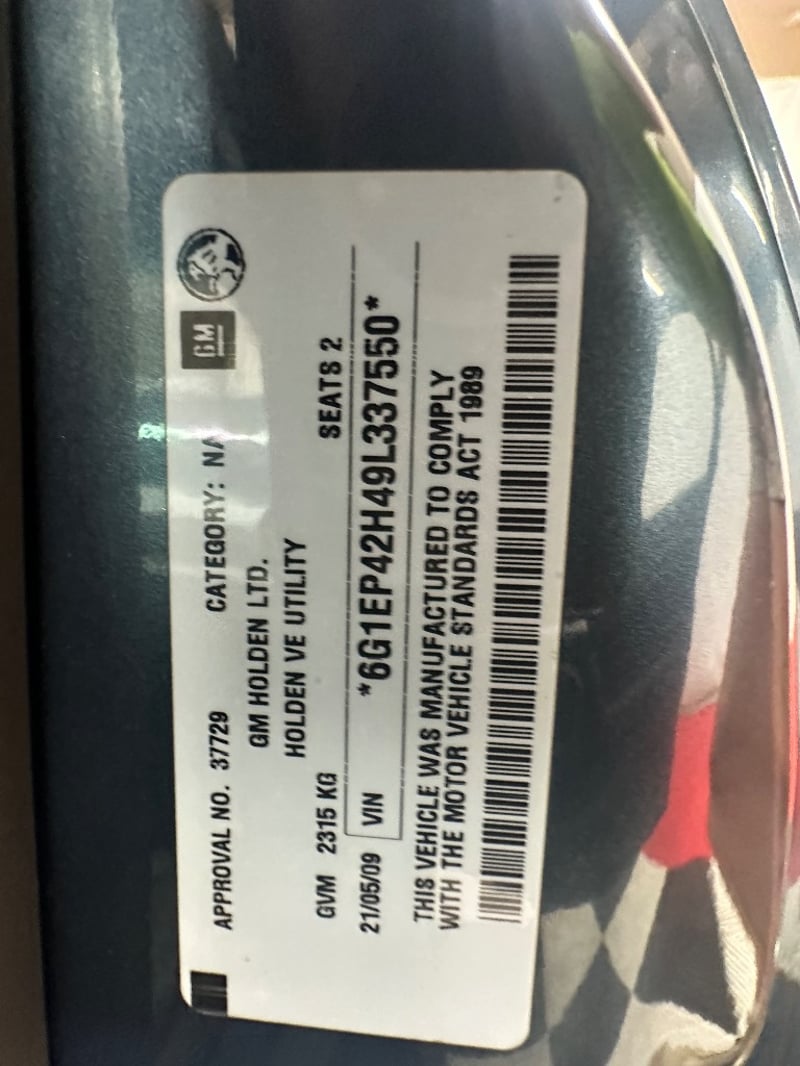 GM
APPROVAL NO. 37729 CATEGORY: NA
GM HOLDEN LTD.
HOLDEN VE UTILITY
GVM 2315 KG SEATS 2
21/05/09 VIN *6G1EP42H49L337550*
THIS VEHICLE WAS MANUFACTURED TO COMPLY
WITH THE MOTOR VEHICLE STANDARDS ACT 1989